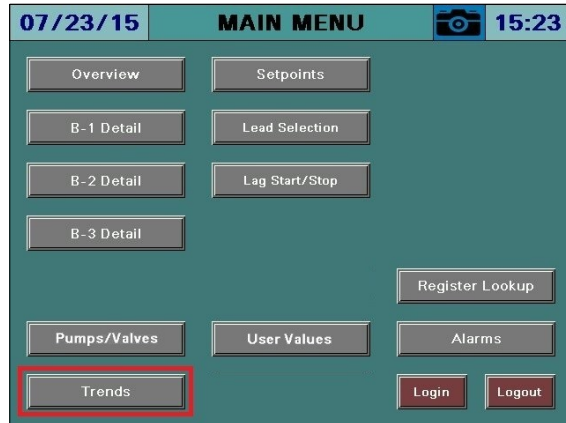 07/23/15 MAIN MENU 15:23
Overview Setpoints
B-1 Detail Lead Selection
B-2 Detail Lag Start/Stop
B-3 Detail
Register Lookup
Pumps/Valves User Values Alarms
Trends Login Logout